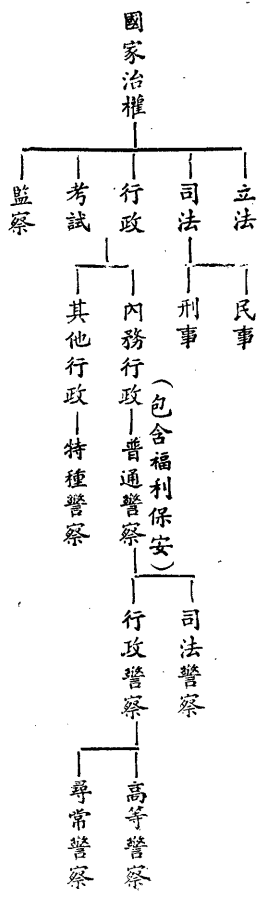 國家治權
立法
司法
行政
考試
監察
民事
刑事
內務行政
其他行政
(包含福利保安)
普通警察
特種警察
司法警察
行政警察
高等警察
尋常警察